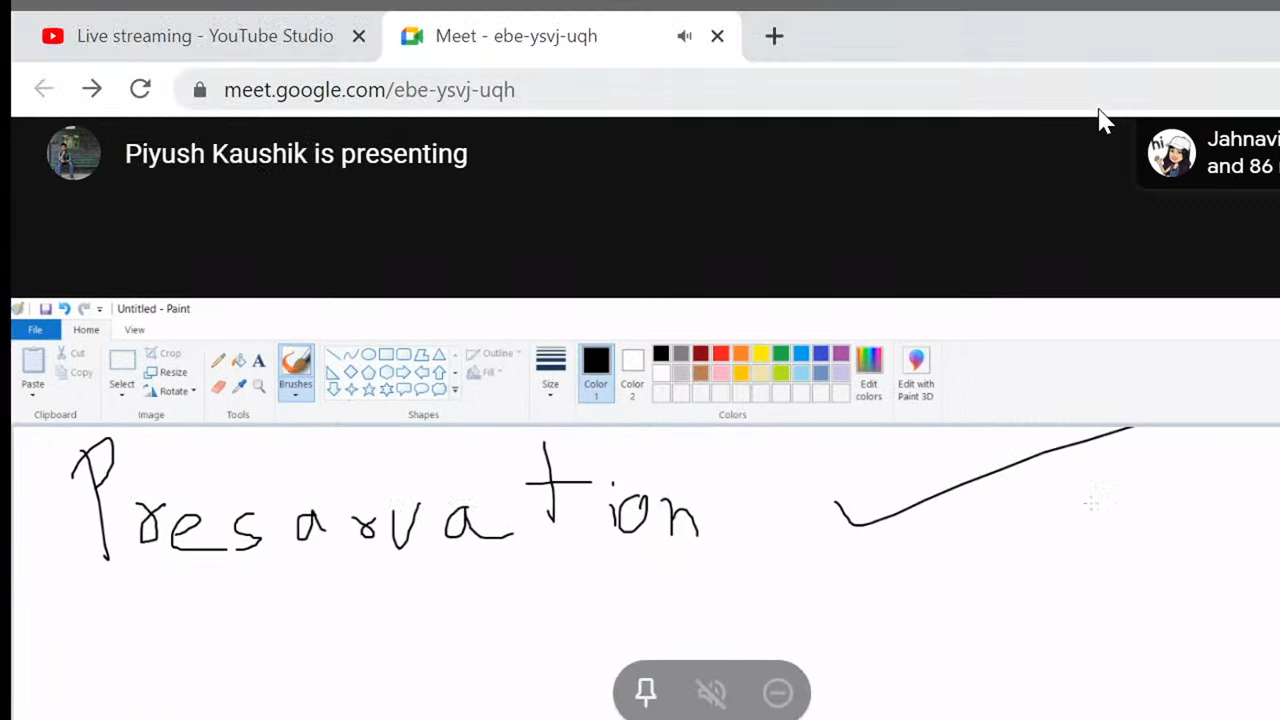 Live streaming - YouTube Studio
Meet - ebe-ysvj-uqh
meet.google.com/ebe-ysvj-uqh
Piyush Kaushik is presenting
hi
Jahnavi
and 86
Untitled - Paint
File Home View
Paste
Cut
Copy
Clipboard
Select
Crop
Resize
Rotate
Image
A
Tools
Brushes
Outline
Fill
Shapes
Size
Color 1
Color 2
Edit colors
Colors
Edit with Paint 3D
Presarvation